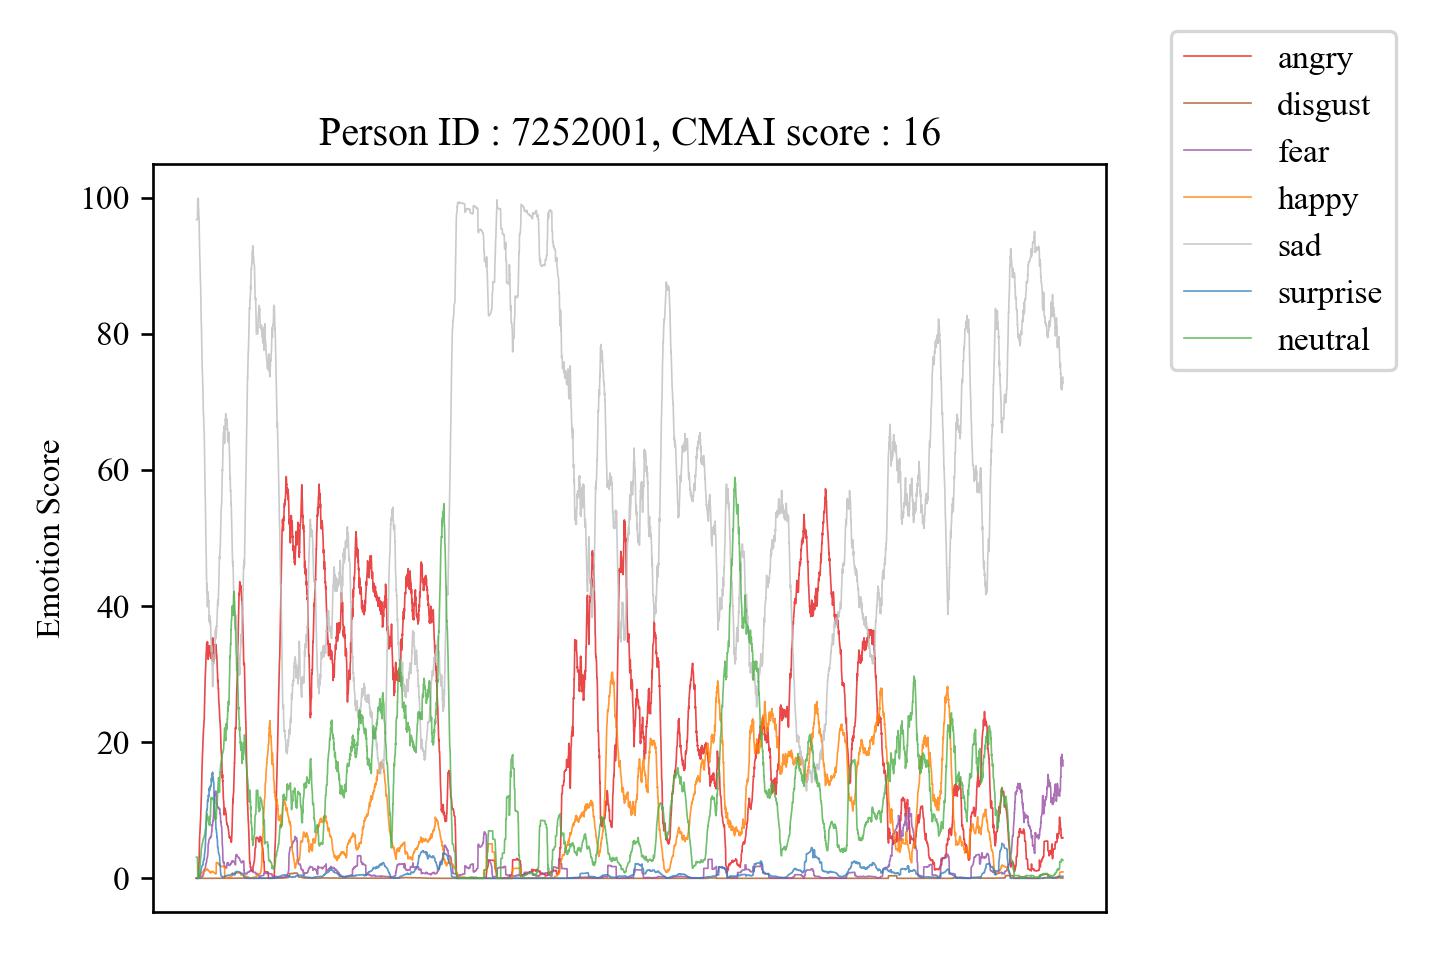 Person ID : 7252001, CMAI score : 16
100
80
60
40
20
0
Emotion Score
angry
disgust
fear
happy
sad
surprise
neutral